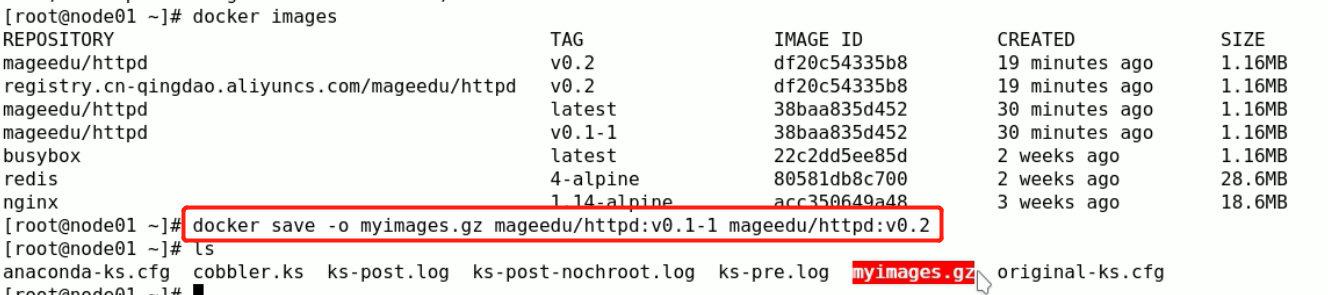 [root@node01 ~]# docker images
REPOSITORY TAG IMAGE ID CREATED SIZE
mageedu/httpd v0.2 df20c54335b8 19 minutes ago 1.16MB
registry.cn-qingdao.aliyuncs.com/mageedu/httpd v0.2 df20c54335b8 19 minutes ago 1.16MB
mageedu/httpd latest 38baa835d452 30 minutes ago 1.16MB
mageedu/httpd v0.1-1 38baa835d452 30 minutes ago 1.16MB
busybox latest 22c2dd5ee85d 2 weeks ago 1.16MB
redis 4-alpine 80581db8c700 2 weeks ago 28.6MB
nginx 1.14-alpine acc350649a48 3 weeks ago 18.6MB
[root@node01 ~]# docker save -o myimages.gz mageedu/httpd:v0.1-1 mageedu/httpd:v0.2
[root@node01 ~]# ls
anaconda-ks.cfg cobbler.ks ks-post.log ks-post-nochroot.log ks-pre.log myimages.gz original-ks.cfg
[root@node01 ~]#